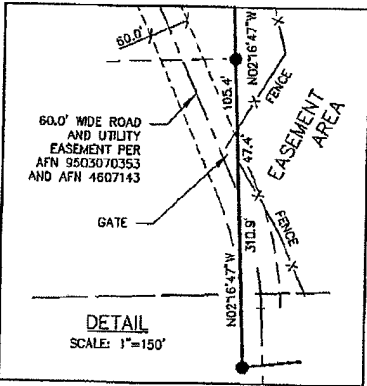 60.0'
N02°16'47"W
FENCE
105.4'
60.0' WIDE ROAD
AND UTILITY
EASEMENT PER
AFN 9503070353
AND AFN 4607143
EASEMENT
AREA
47.4'
GATE
FENCE
310.9'
N02°16'47"W
DETAIL
SCALE: 1"=150'